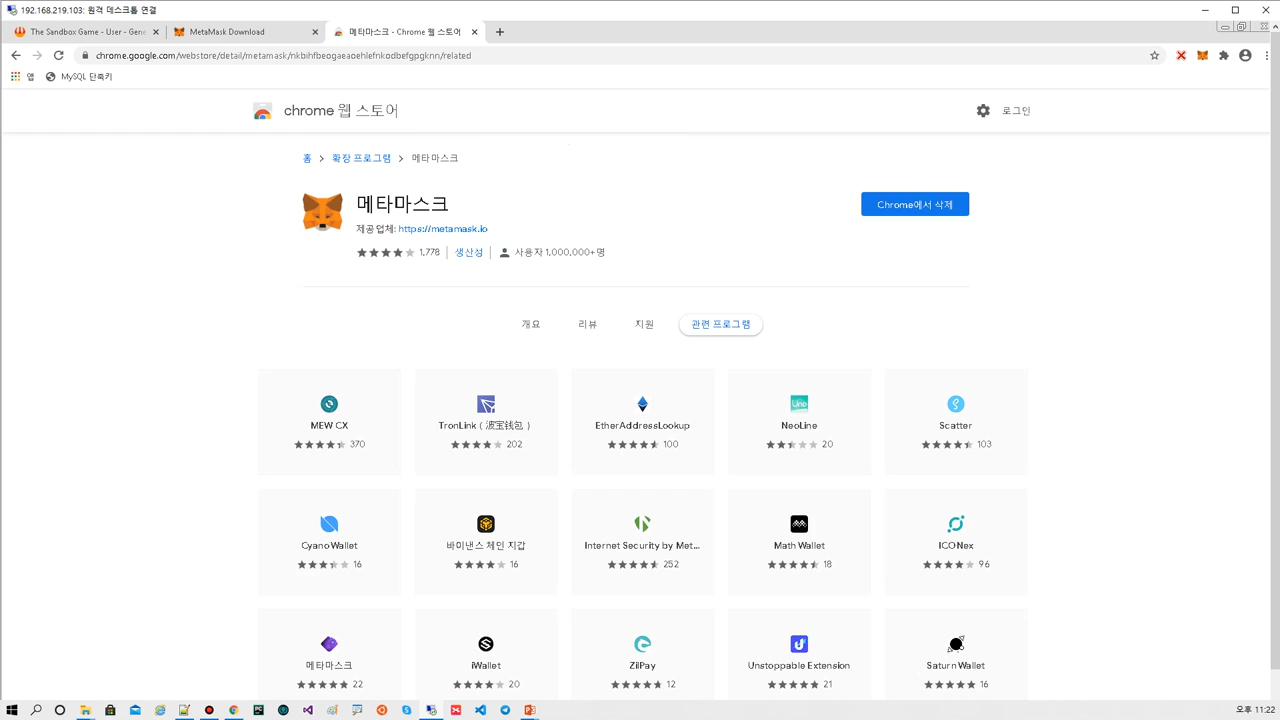 192.168.219.103: 원격 데스크톱 연결
The Sandbox Game - User - Gene
MetaMask Download
메타마스크 - Chrome 웹 스토어
chrome.google.com/webstore/detail/metamask/nkbihfbeogaeaoehlefnkodbefgpgknn/related
앱
MySQL 단축키
chrome 웹 스토어
로그인
홈 > 확장 프로그램 > 메타마스크
메타마스크
Chrome에서 삭제
제공업체: https://metamask.io
1,778
생산성
사용자 1,000,000+명
개요
리뷰
지원
관련 프로그램
MEW CX
TronLink ( 波宝钱包 )
EtherAddressLookup
NeoLine
Scatter
370
202
100
20
103
Cyano Wallet
바이낸스 체인 지갑
Internet Security by Met...
Math Wallet
ICONex
16
16
252
18
96
메타마스크
iWallet
ZilPay
Unstoppable Extension
Saturn Wallet
22
20
12
21
16
오후 11:22